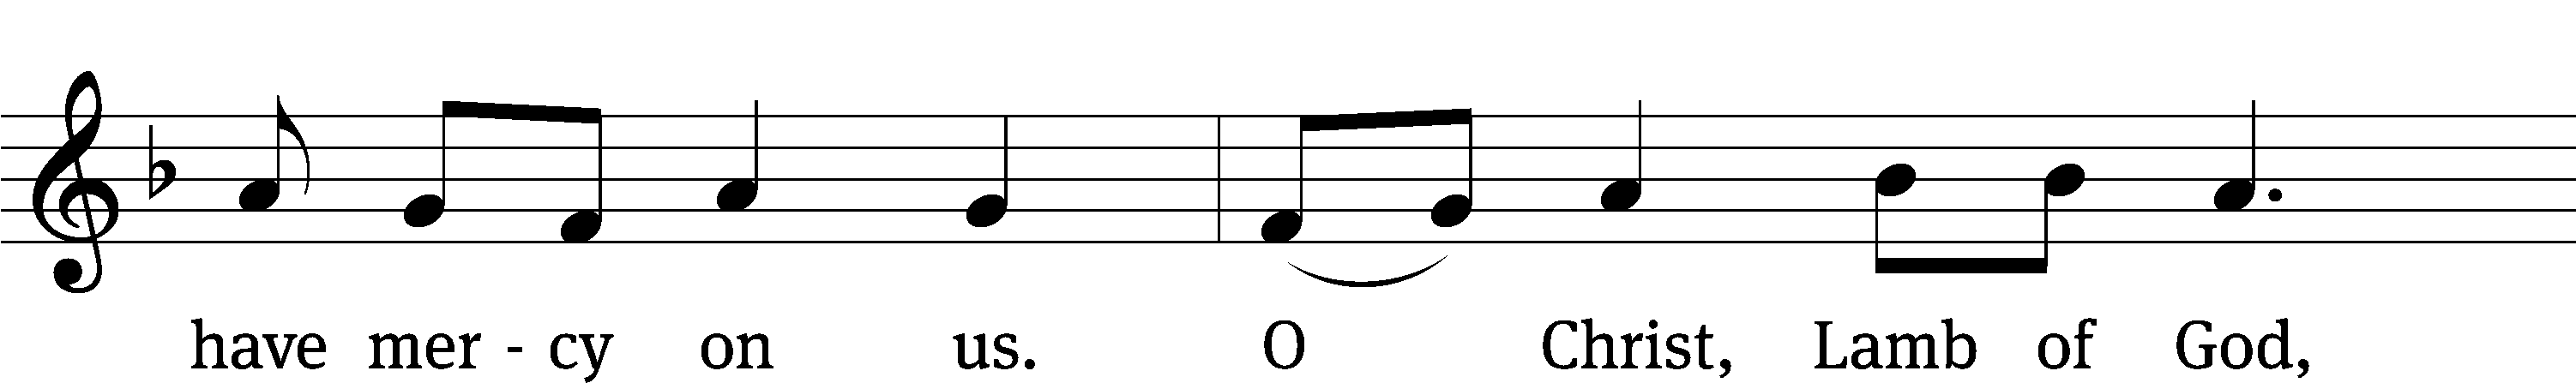 have mer - cy on us. O Christ, Lamb of God,